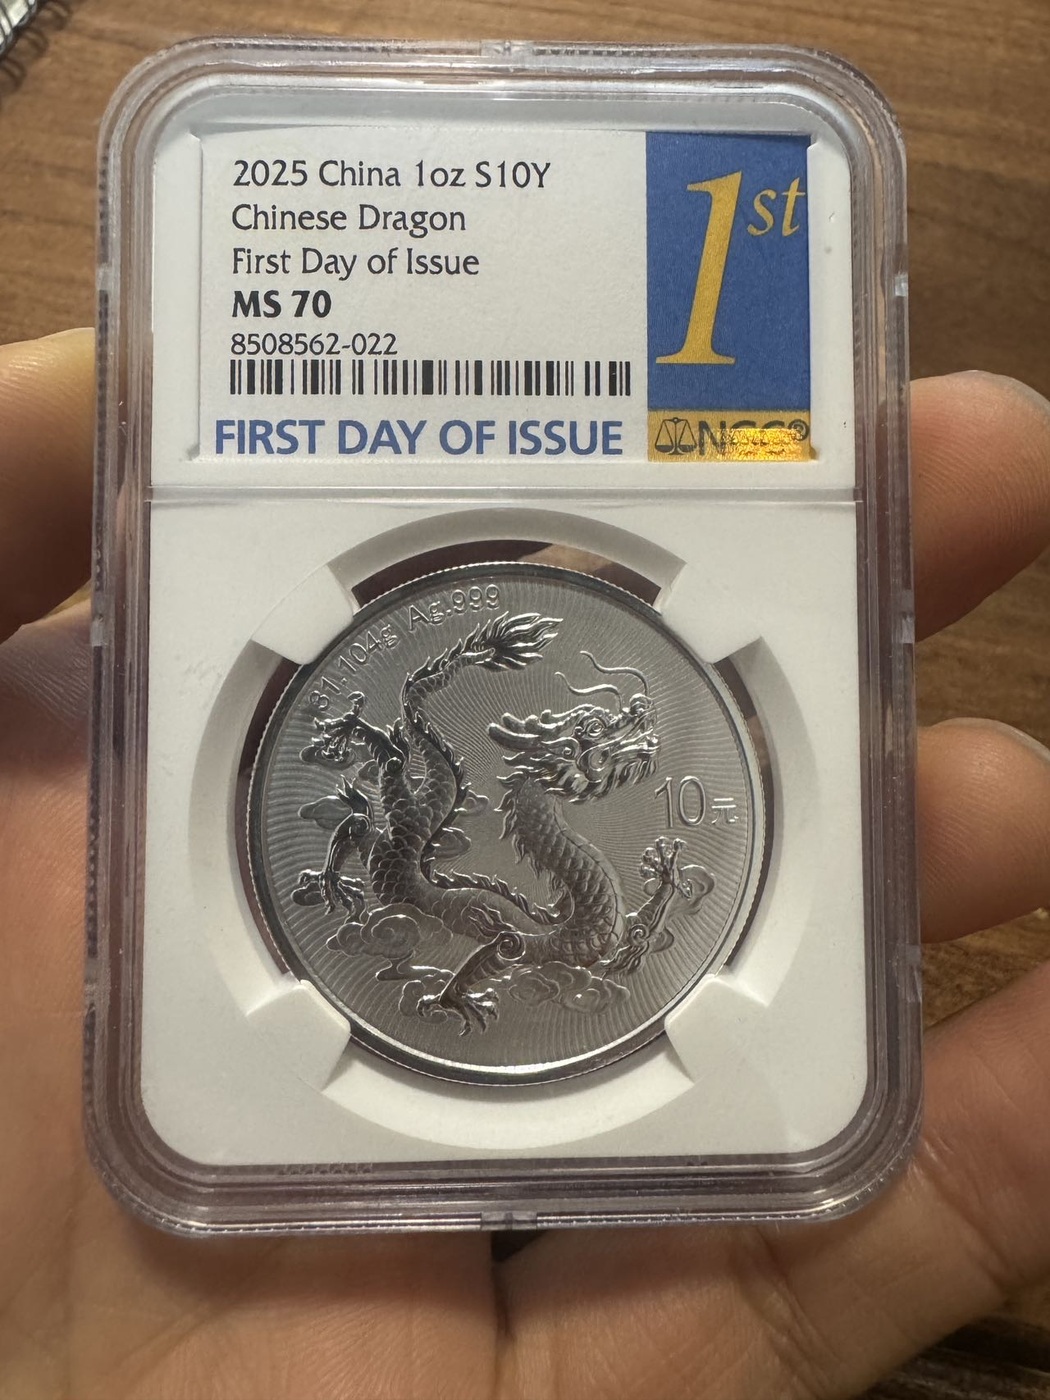 2025 China 1oz S10Y
Chinese Dragon
First Day of Issue
MS 70
8508562-022
FIRST DAY OF ISSUE
1st
NGC®
31.104g Ag.999
10元